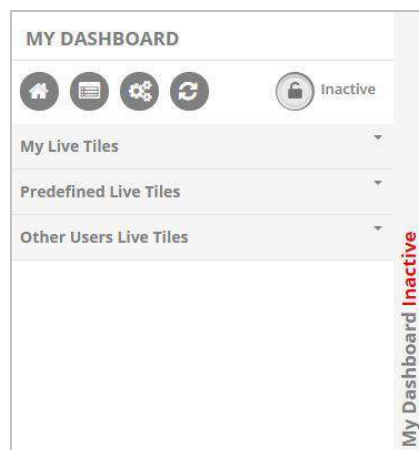 MY DASHBOARD
Inactive
My Live Tiles
Predefined Live Tiles
Other Users Live Tiles
My Dashboard Inactive